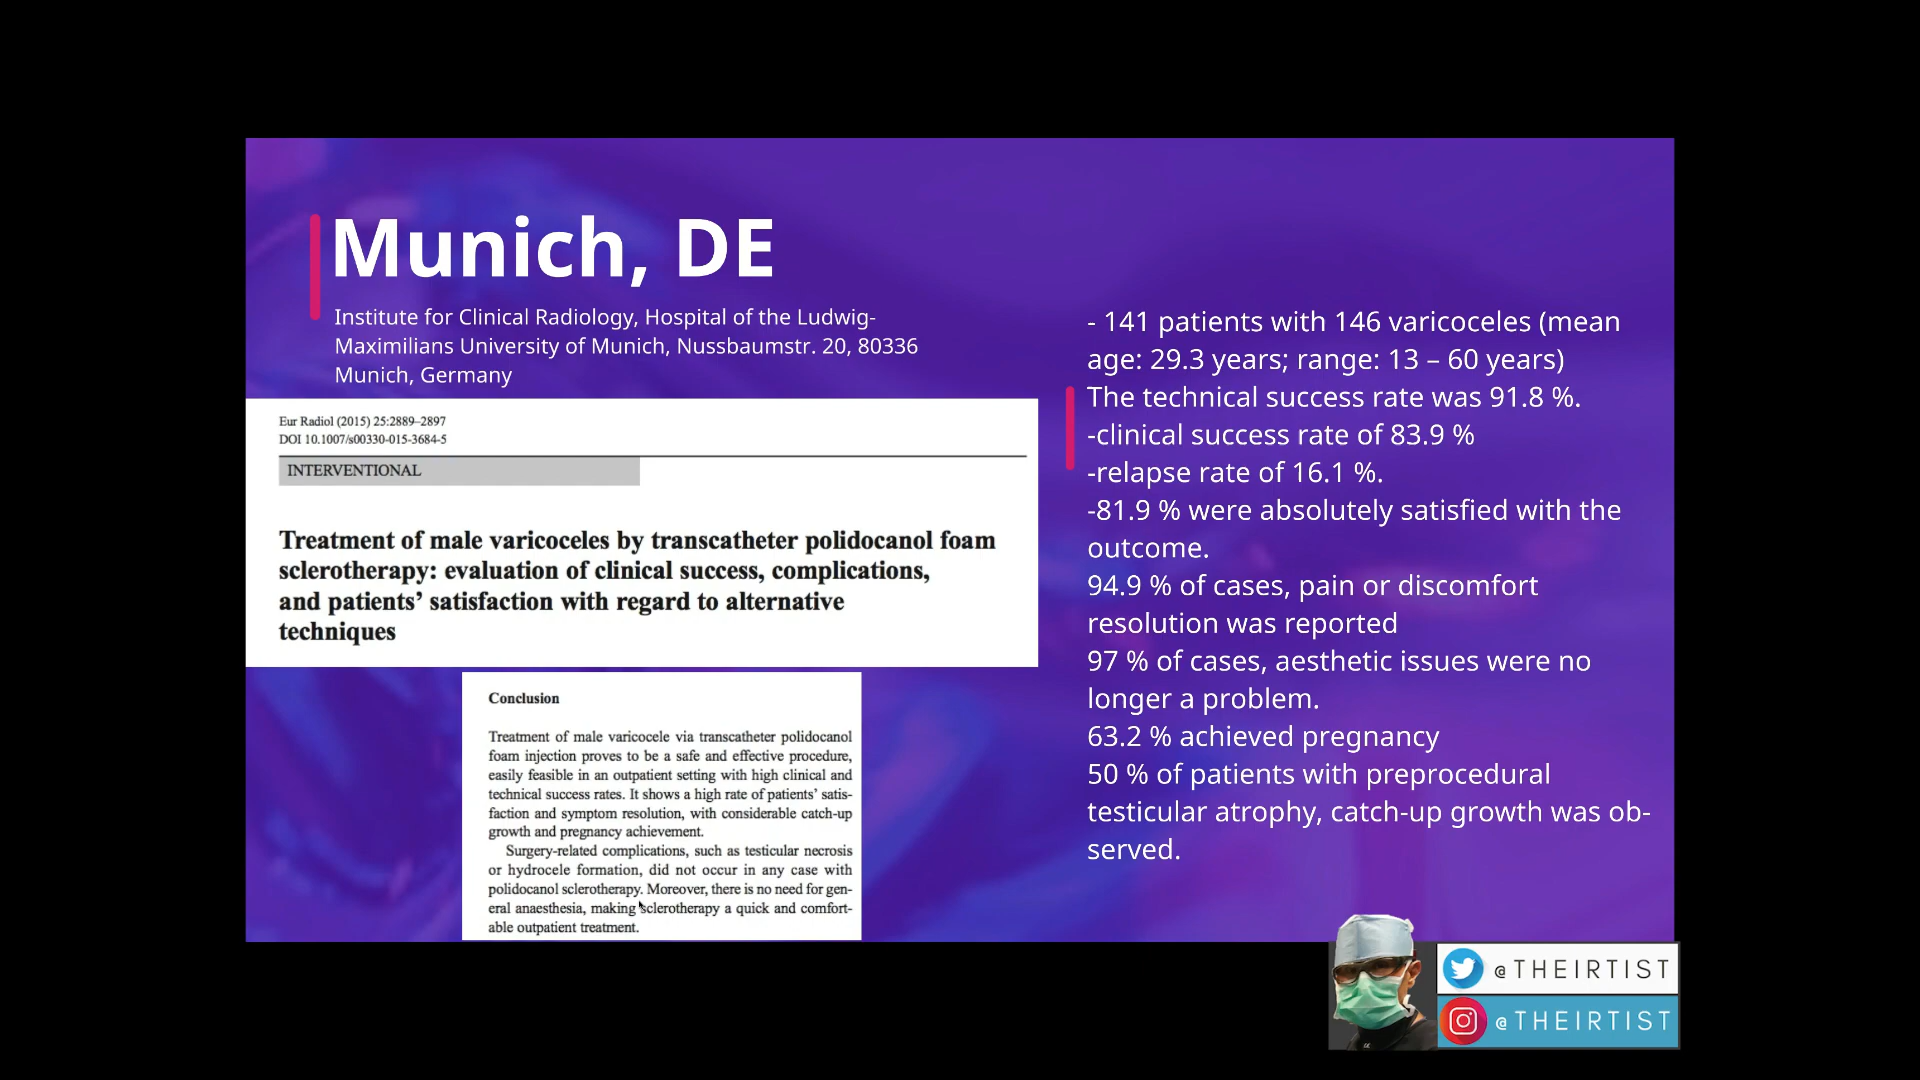 Munich, DE
Institute for Clinical Radiology, Hospital of the Ludwig-
Maximilians University of Munich, Nussbaumstr. 20, 80336
Munich, Germany
Eur Radiol (2015) 25:2889–2897
DOI 10.1007/s00330-015-3684-5
INTERVENTIONAL
Treatment of male varicoceles by transcatheter polidocanol foam
sclerotherapy: evaluation of clinical success, complications,
and patients’ satisfaction with regard to alternative
techniques
Conclusion
Treatment of male varicocele via transcatheter polidocanol
foam injection proves to be a safe and effective procedure,
easily feasible in an outpatient setting with high clinical and
technical success rates. It shows a high rate of patients’ satis-
faction and symptom resolution, with considerable catch-up
growth and pregnancy achievement.
Surgery-related complications, such as testicular necrosis
or hydrocele formation, did not occur in any case with
polidocanol sclerotherapy. Moreover, there is no need for gen-
eral anaesthesia, making sclerotherapy a quick and comfort-
able outpatient treatment.
- 141 patients with 146 varicoceles (mean
age: 29.3 years; range: 13 – 60 years)
The technical success rate was 91.8 %.
-clinical success rate of 83.9 %
-relapse rate of 16.1 %.
-81.9 % were absolutely satisfied with the
outcome.
94.9 % of cases, pain or discomfort
resolution was reported
97 % of cases, aesthetic issues were no
longer a problem.
63.2 % achieved pregnancy
50 % of patients with preprocedural
testicular atrophy, catch-up growth was ob-
served.
@THEIRTIST
@THEIRTIST